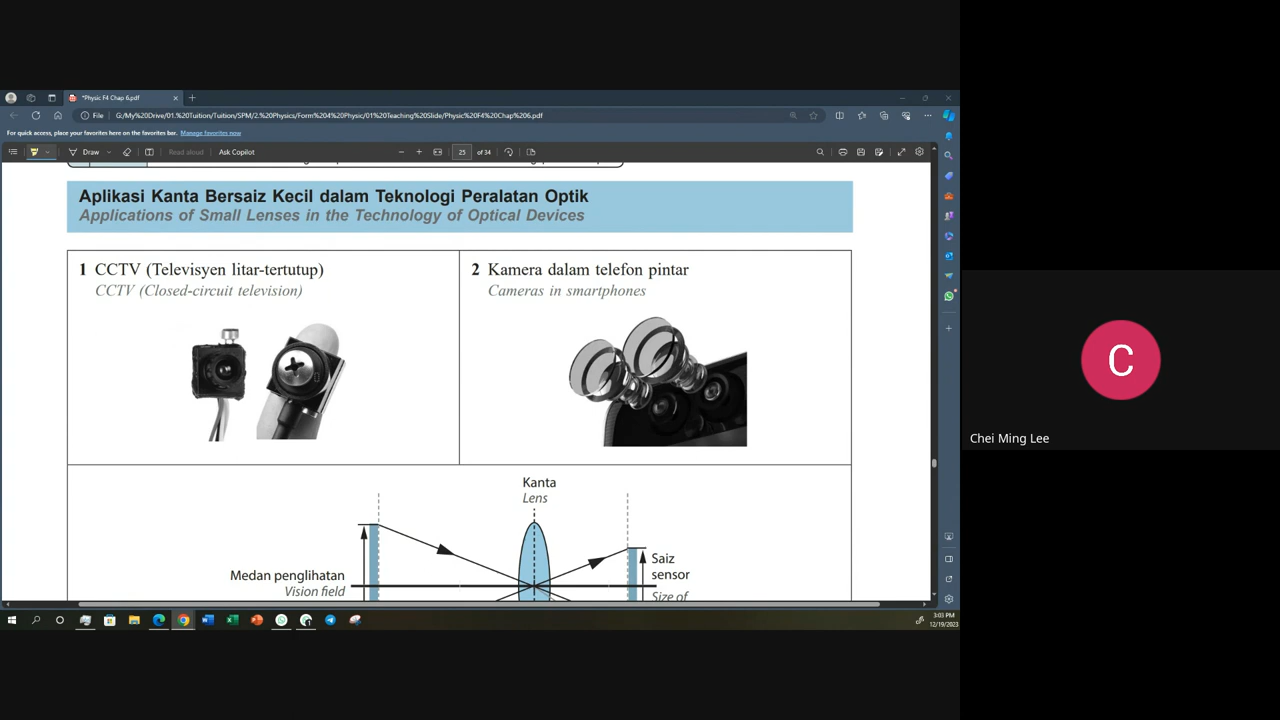 *Physic F4 Chap 6.pdf
File
G:/My%20Drive/01.%20Tuition/Tuition/SPM/2.%20Physics/Form%204%20Physic/01%20Teaching%20Slide/Physic%20F4%20Chap%206.pdf
For quick access, place your favorites here on the favorites bar. Manage favorites now
Draw
Read aloud
Ask Copilot
25 of 34
Aplikasi Kanta Bersaiz Kecil dalam Teknologi Peralatan Optik
Applications of Small Lenses in the Technology of Optical Devices
1 CCTV (Televisyen litar-tertutup)
CCTV (Closed-circuit television)
2 Kamera dalam telefon pintar
Cameras in smartphones
Kanta
Lens
Medan penglihatan
Vision field
Saiz
sensor
Size of
C
Chei Ming Lee
3:03 PM
12/19/2023